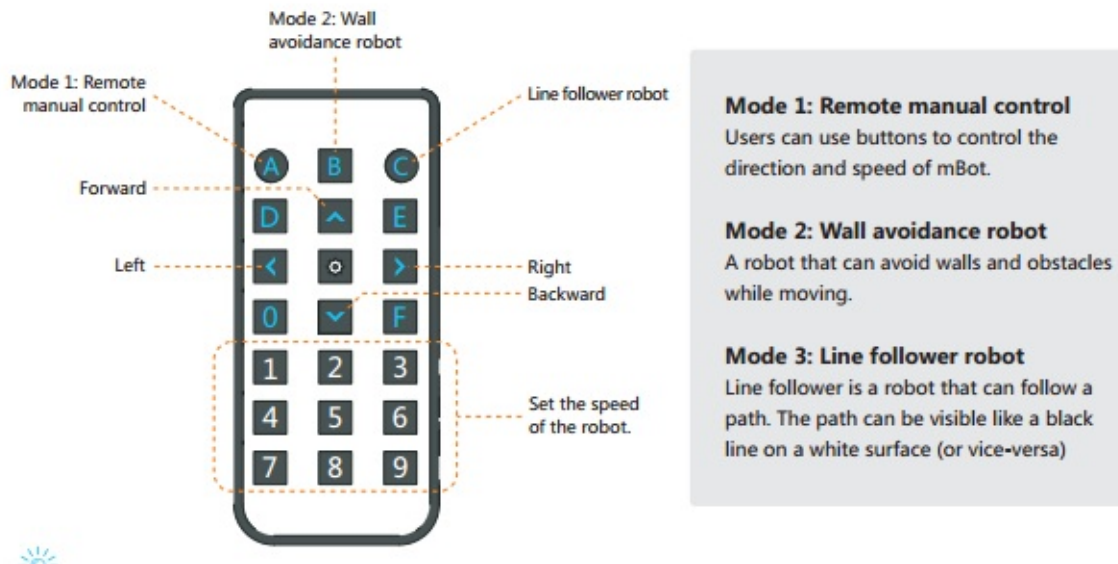 Mode 2: Wall
avoidance robot
Mode 1: Remote
manual control
Line follower robot
A B C
Forward
D E
Left
Right
Backward
0 F
1 2 3
4 5 6
7 8 9
Set the speed
of the robot.
Mode 1: Remote manual control
Users can use buttons to control the
direction and speed of mBot.
Mode 2: Wall avoidance robot
A robot that can avoid walls and obstacles
while moving.
Mode 3: Line follower robot
Line follower is a robot that can follow a
path. The path can be visible like a black
line on a white surface (or vice-versa)